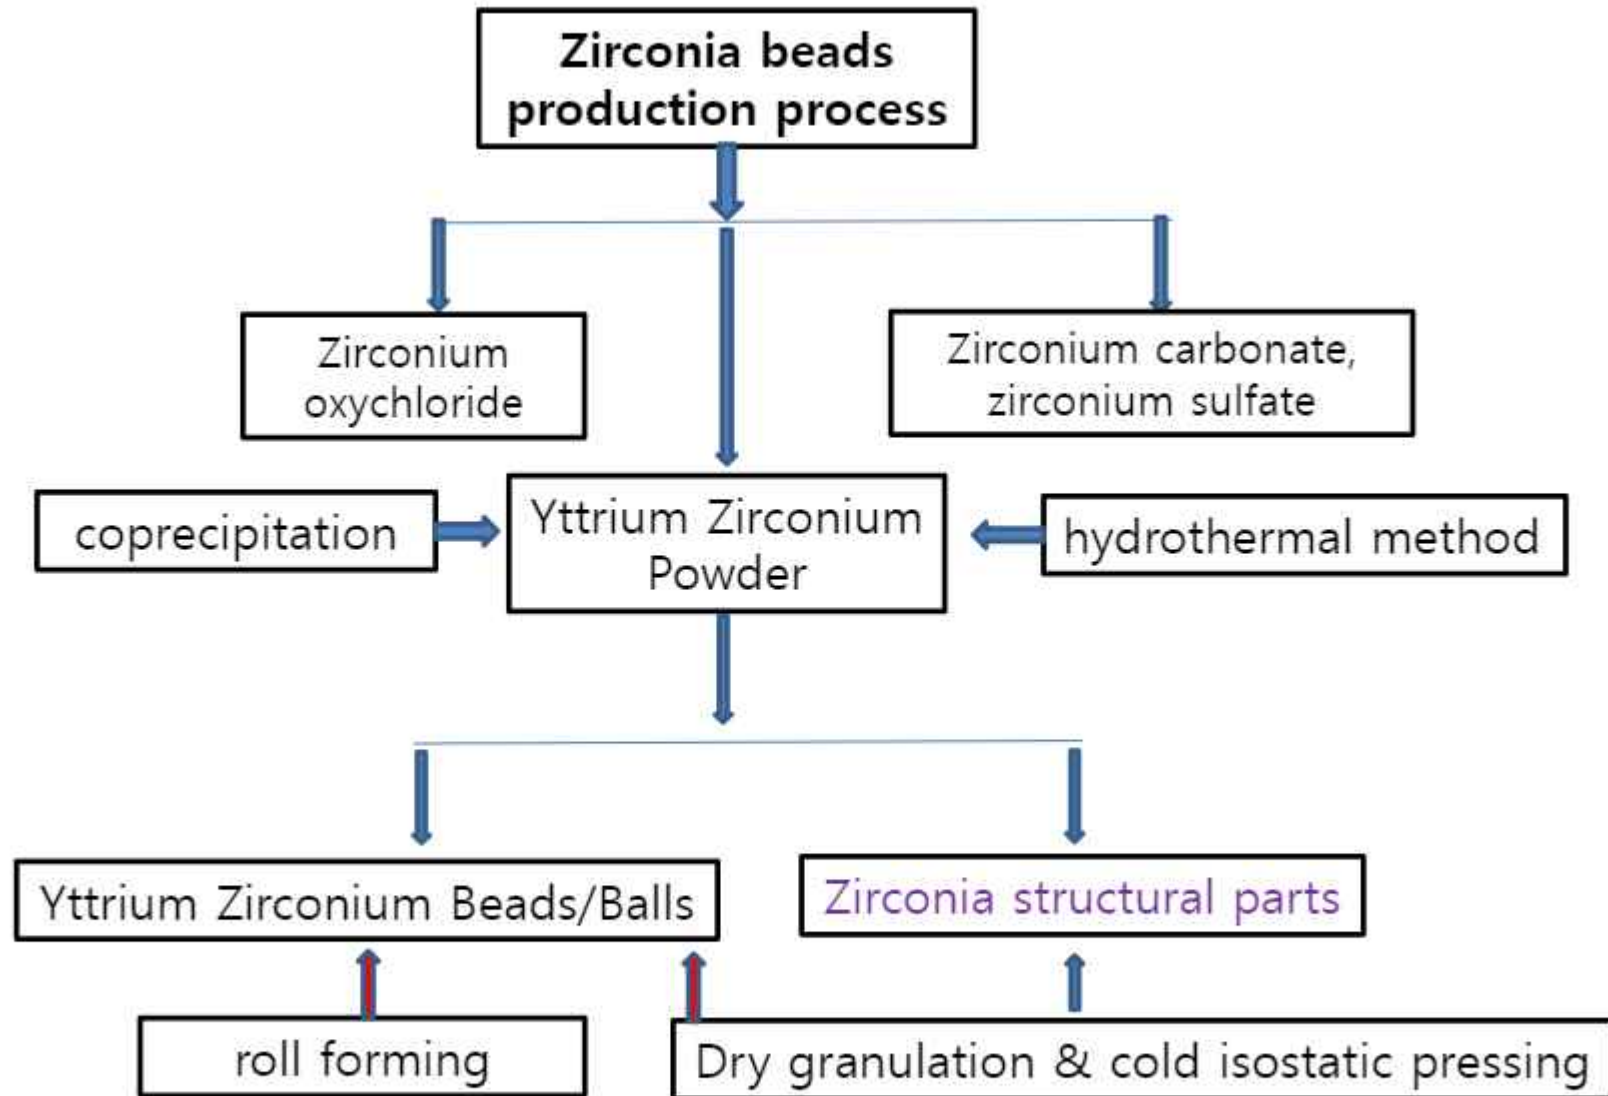 Zirconia beads
production process
Zirconium
oxychloride
Zirconium carbonate,
zirconium sulfate
coprecipitation
Yttrium Zirconium
Powder
hydrothermal method
Yttrium Zirconium Beads/Balls
Zirconia structural parts
roll forming
Dry granulation & cold isostatic pressing